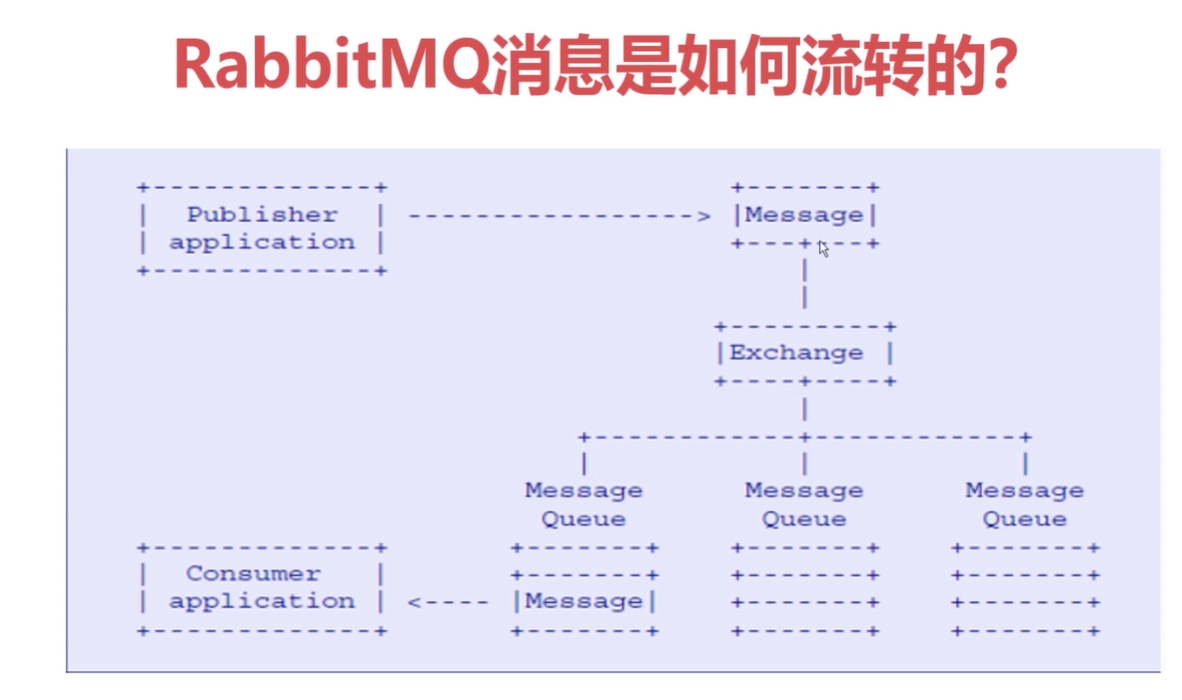 RabbitMQ消息是如何流转的?
+-------------+                    +-------+
|  Publisher  | -----------------> |Message|
| application |                    +---+---+
+-------------+                        |
                                       |
                                  +---------+
                                  |Exchange |
                                  +----+----+
                                       |
                          +------------+------------+
                          |            |            |
                       Message      Message      Message
                        Queue        Queue        Queue
+-------------+       +-------+    +-------+    +-------+
|  Consumer   |       +-------+    +-------+    +-------+
| application | <---- |Message|    +-------+    +-------+
+-------------+       +-------+    +-------+    +-------+